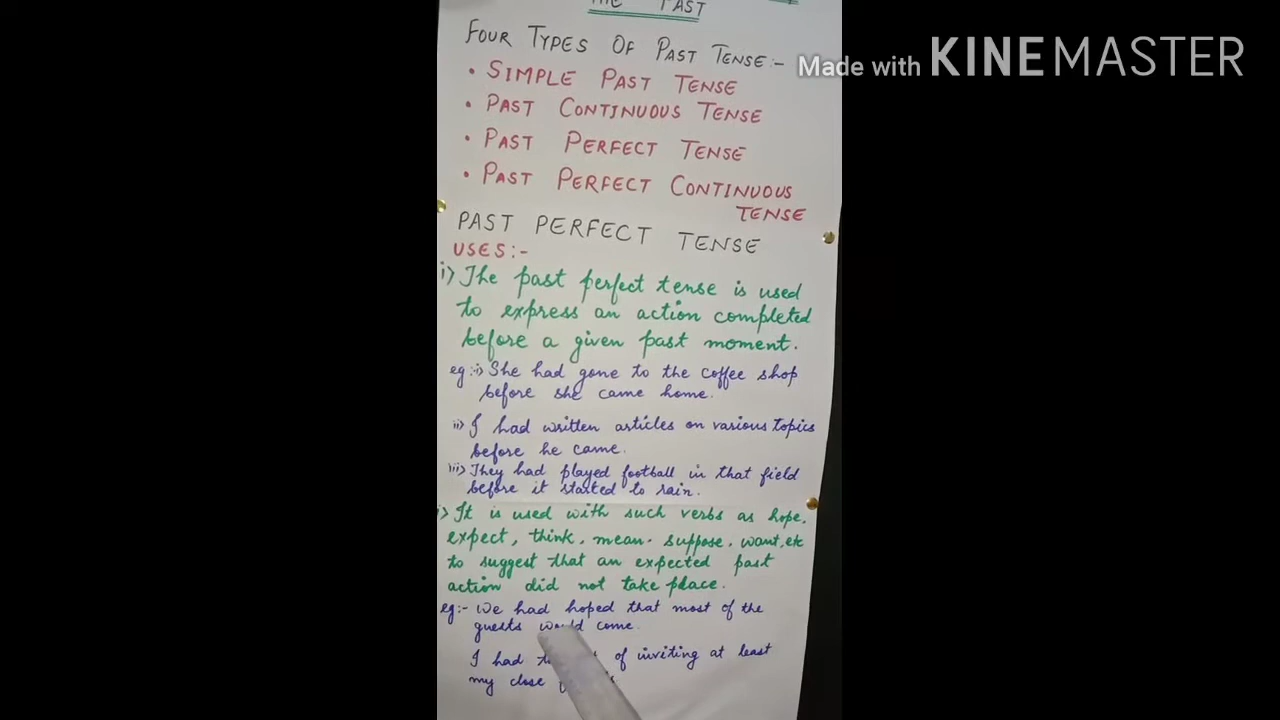 THE PAST
FOUR TYPES OF PAST TENSE:-
Made with KINEMASTER
• SIMPLE PAST TENSE
• PAST CONTINUOUS TENSE
• PAST PERFECT TENSE
• PAST PERFECT CONTINUOUS
TENSE
PAST PERFECT TENSE
USES:-
i) The past perfect tense is used
to express an action completed
before a given past moment.
eg:-i) She had gone to the coffee shop
before she came home.
ii) I had written articles on various topics
before he came.
iii) They had played football in that field
before it started to rain.
i) It is used with such verbs as hope,
expect, think, mean, suppose, want, etc
to suggest that an expected past
action did not take place.
eg:- We had hoped that most of the
guests would come.
I had of inviting at least
my close